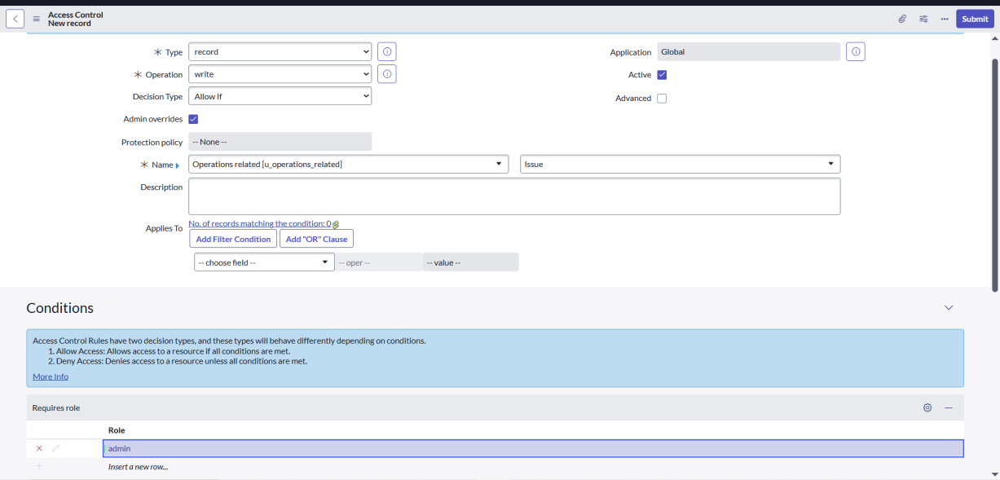 Access Control
New record
Submit
Type record Application Global
Operation write Active
Decision Type Allow If Advanced
Admin overrides
Protection policy -- None --
Name Operations related [u_operations_related] Issue
Description
Applies To No. of records matching the condition: 0
Add Filter Condition Add "OR" Clause
-- choose field -- -- oper -- -- value --
Conditions
Access Control Rules have two decision types, and these types will behave differently depending on conditions.
1. Allow Access: Allows access to a resource if all conditions are met.
2. Deny Access: Denies access to a resource unless all conditions are met.
More Info
Requires role
Role
admin
Insert a new row...